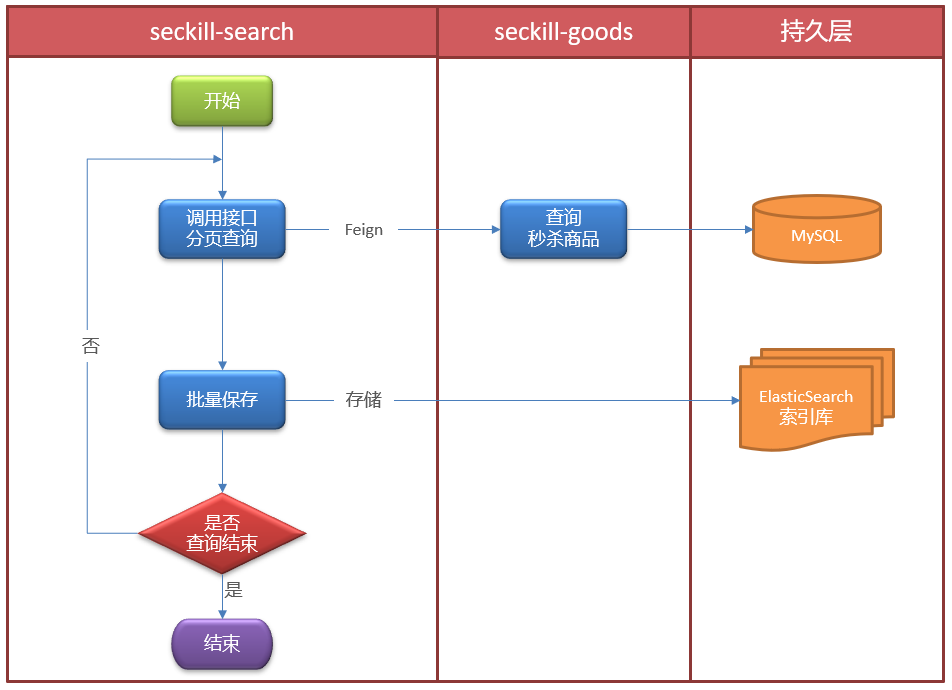 seckill-search
seckill-goods
持久层
开始
调用接口
分页查询
Feign
查询
秒杀商品
MySQL
否
批量保存
存储
ElasticSearch
索引库
是否
查询结束
是
结束